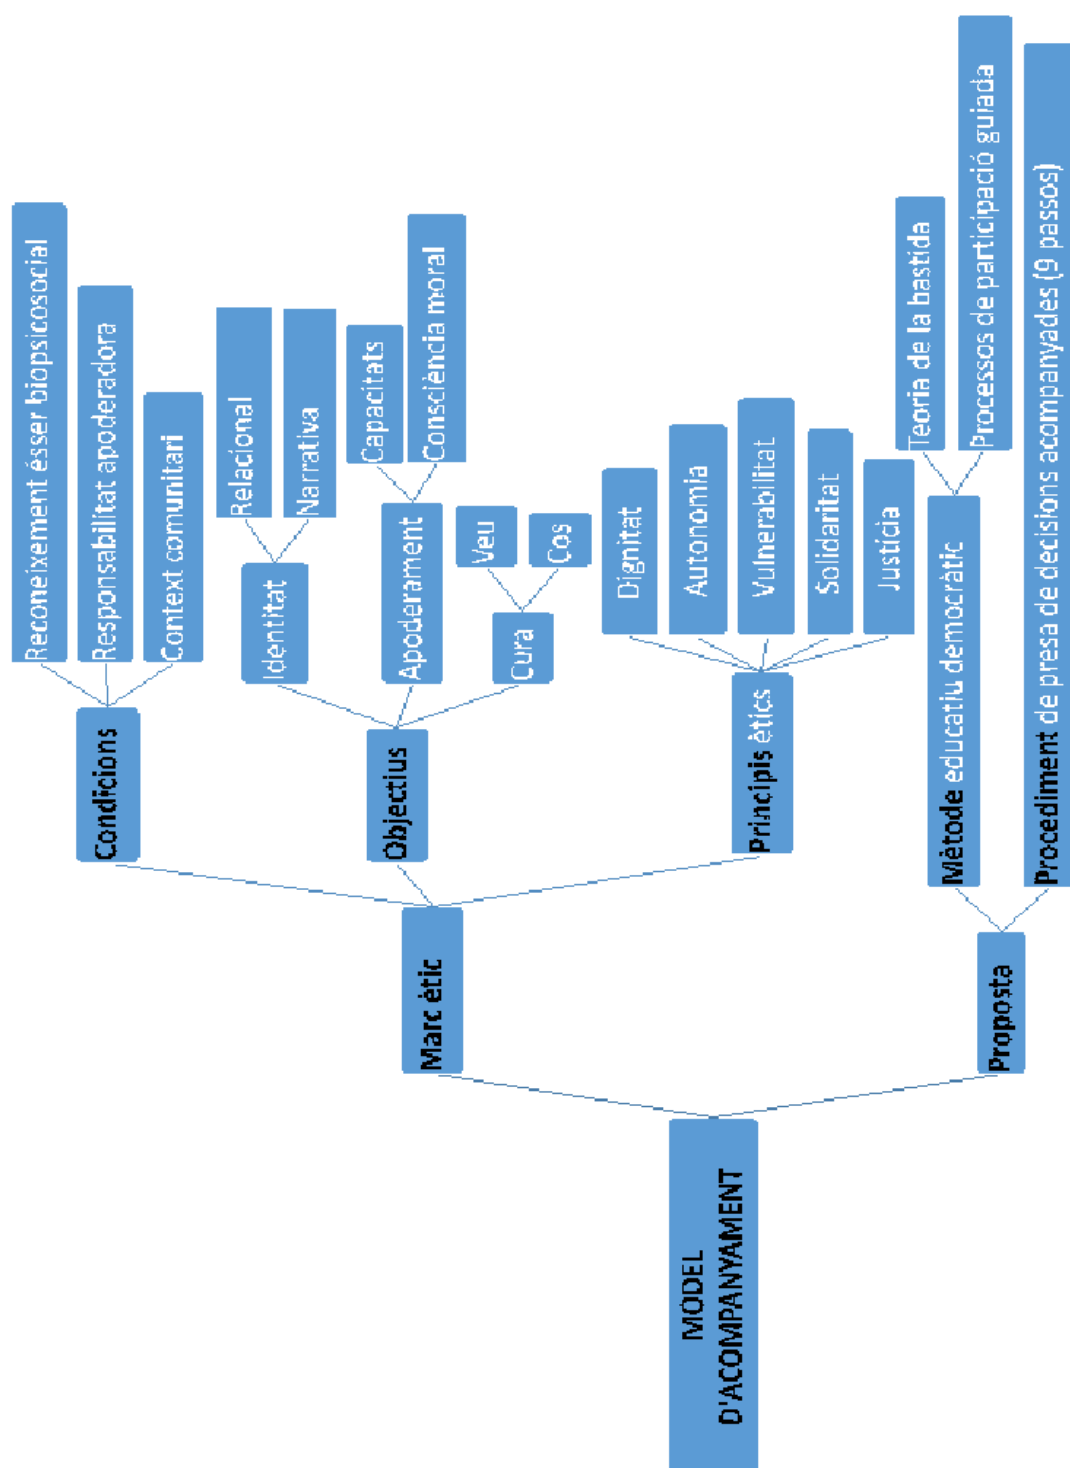 MODEL
D'ACOMPANYAMENT
Marc ètic
Condicions
Reconeixement ésser biopsicosocial
Responsabilitat apoderadora
Context comunitari
Objectius
Identitat
Relacional
Narrativa
Apoderament
Capacitats
Consciència moral
Cura
Veu
Cos
Principis ètics
Dignitat
Autonomia
Vulnerabilitat
Solidaritat
Justícia
Proposta
Mètode educatiu democràtic
Teoria de la bastida
Processos de participació guiada
Procediment de presa de decisions acompanyades (9 passos)